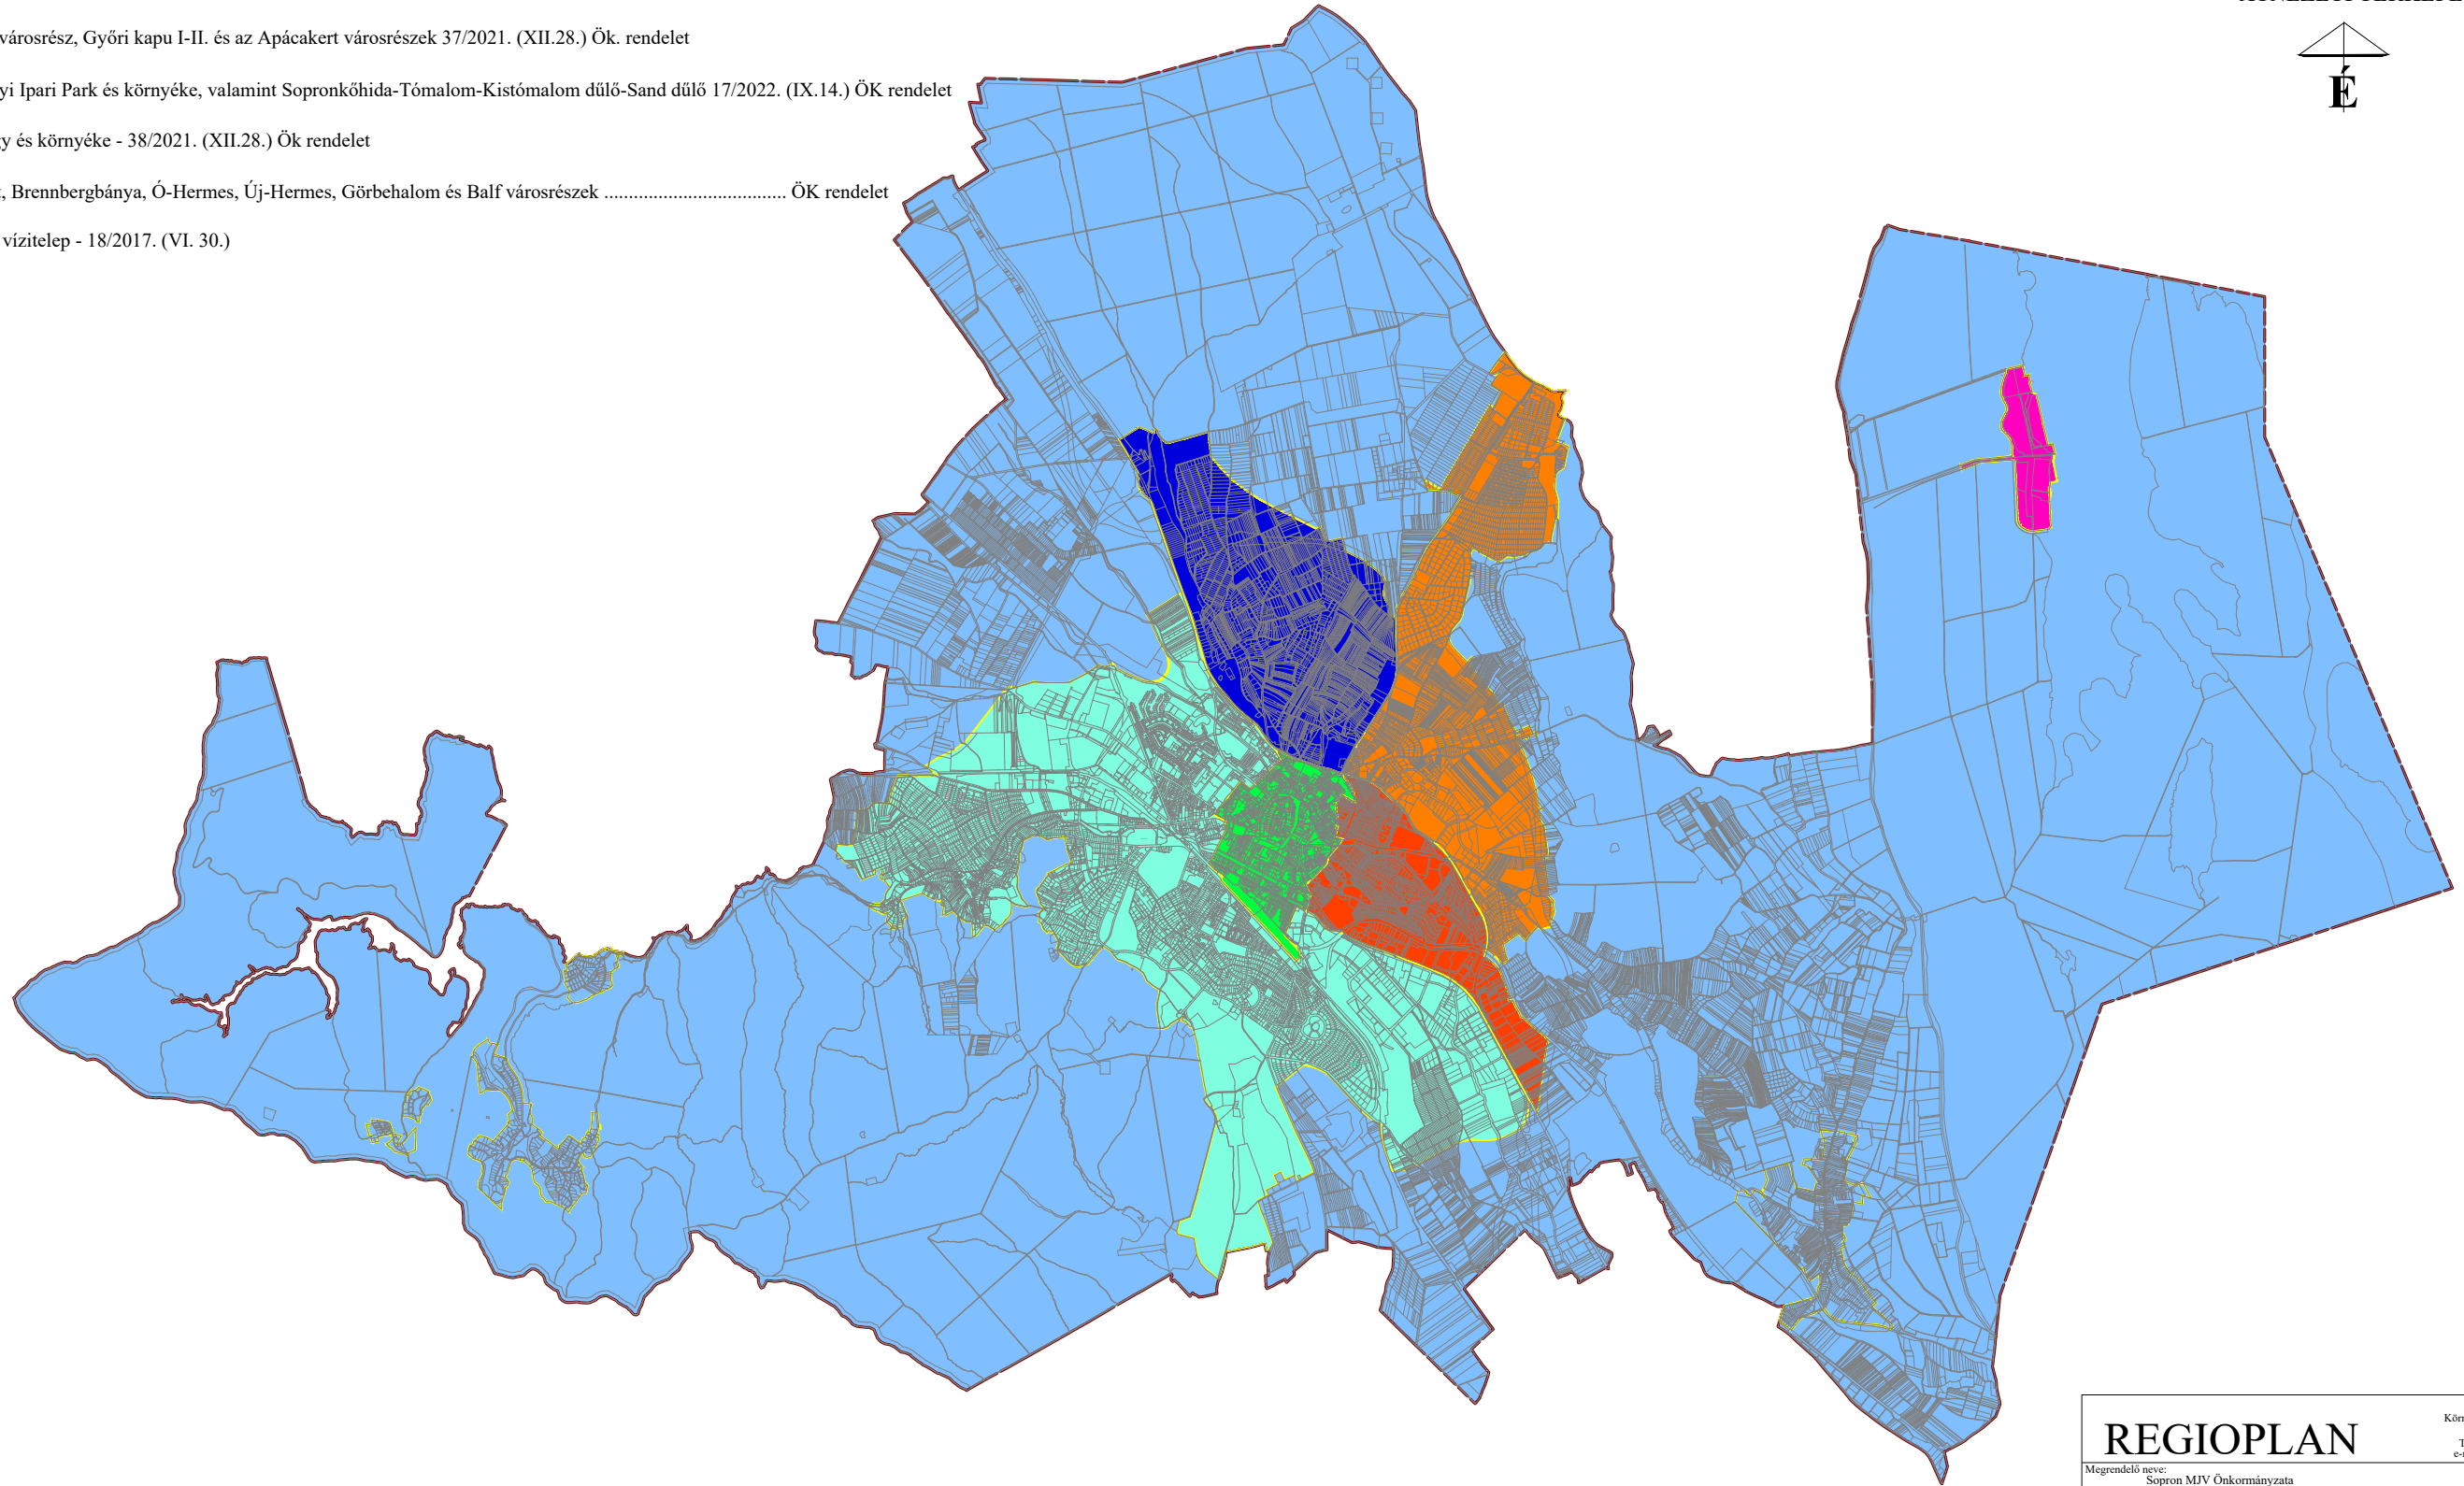 városrész, Győri kapu I-II. és az Apácakert városrészek 37/2021. (XII.28.) Ök. rendelet
yi Ipari Park és környéke, valamint Sopronkőhida-Tómalom-Kistómalom dűlő-Sand dűlő 17/2022. (IX.14.) ÖK rendelet
y és környéke - 38/2021. (XII.28.) Ök rendelet
, Brennbergbánya, Ó-Hermes, Új-Hermes, Görbehalom és Balf városrészek ..................................... ÖK rendelet
vízitelep - 18/2017. (VI. 30.)
É
REGIOPLAN
Megrendelő neve:
Sopron MJV Önkormányzata